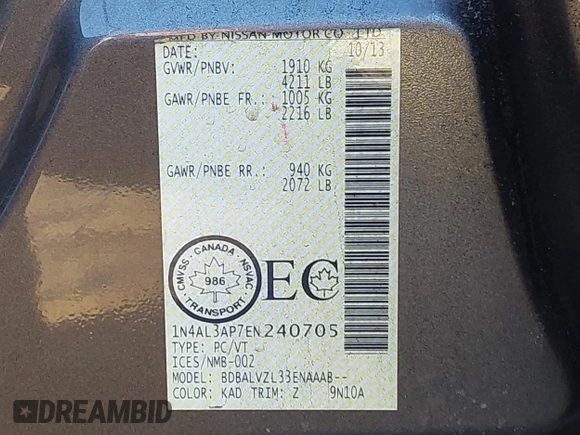 MFD BY NISSAN MOTOR CO.,LTD
DATE: 10/13
GVWR/PNBV: 1910 KG
4211 LB
GAWR/PNBE FR.: 1005 KG
2216 LB
GAWR/PNBE RR.: 940 KG
2072 LB
CMVSS - CANADA - NSVAC
986
TRANSPORT
EC
1N4AL3AP7EN240705
TYPE: PC/VT
ICES/NMB-002
MODEL: BDBALVZL33ENAAAB--
COLOR: KAD TRIM: Z 9N10A
AUTOBIDMASTER